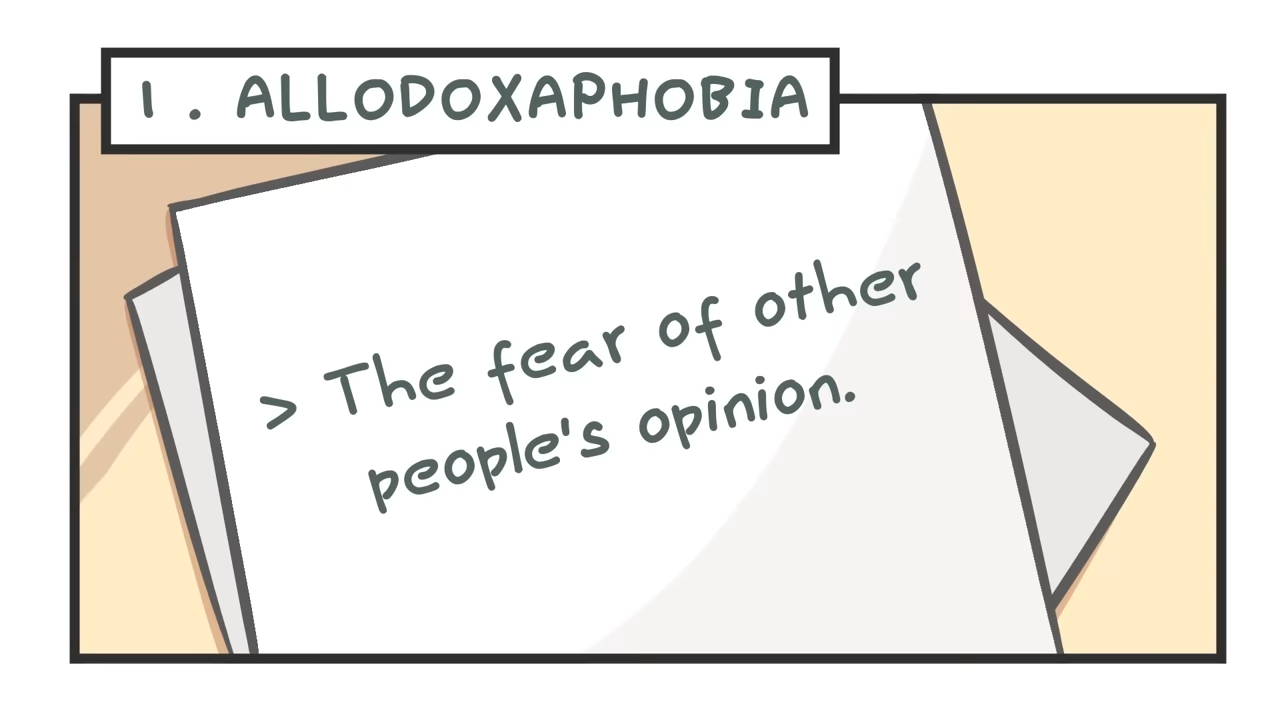 1 . ALLODOXAPHOBIA
> The fear of other
people's opinion.